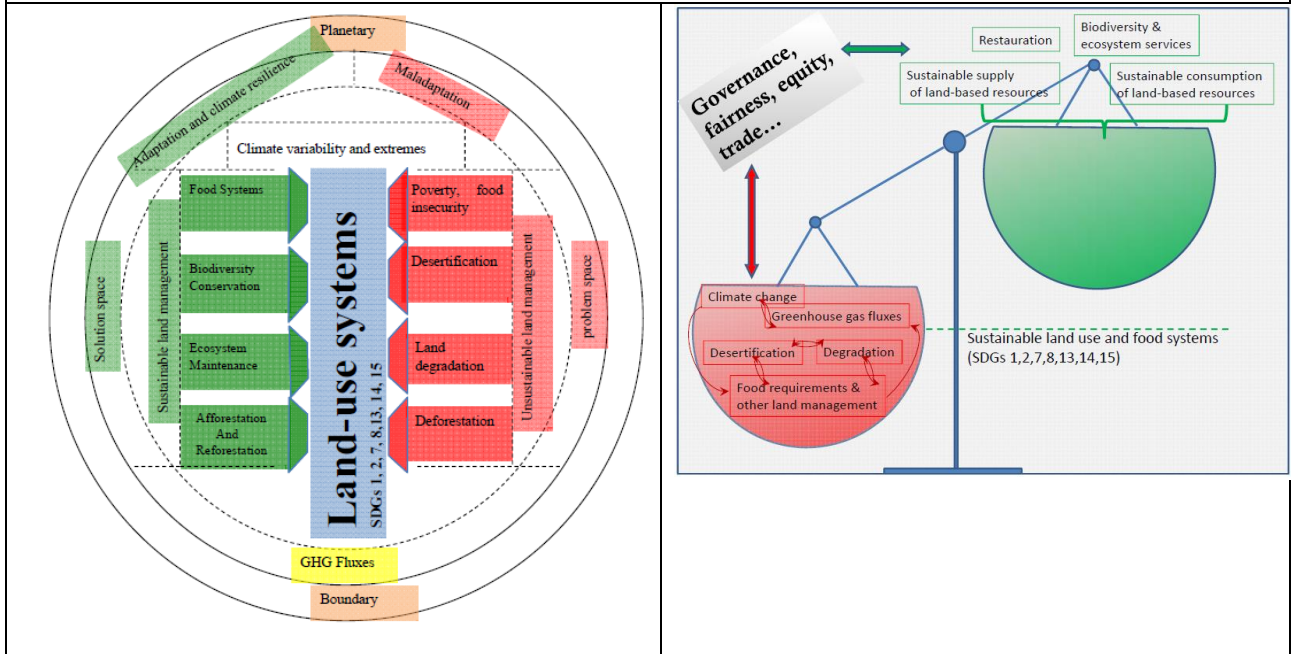 Planetary
Adaptation and climate resilience
Maladaptation
Climate variability and extremes
Food Systems
Biodiversity
Conservation
Ecosystem
Maintenance
Afforestation
And
Reforestation
Solution space
Sustainable land management
Land-use systems
SDGs 1, 2, 7, 8,13, 14, 15
Poverty, food
insecurity
Desertification
Land
degradation
Deforestation
Unsustainable land management
problem space
GHG Fluxes
Boundary
Governance,
fairness, equity,
trade...
Restauration
Biodiversity &
ecosystem services
Sustainable supply
of land-based resources
Sustainable consumption
of land-based resources
Climate change
Greenhouse gas fluxes
Desertification
Degradation
Food requirements &
other land management
Sustainable land use and food systems
(SDGs 1,2,7,8,13,14,15)